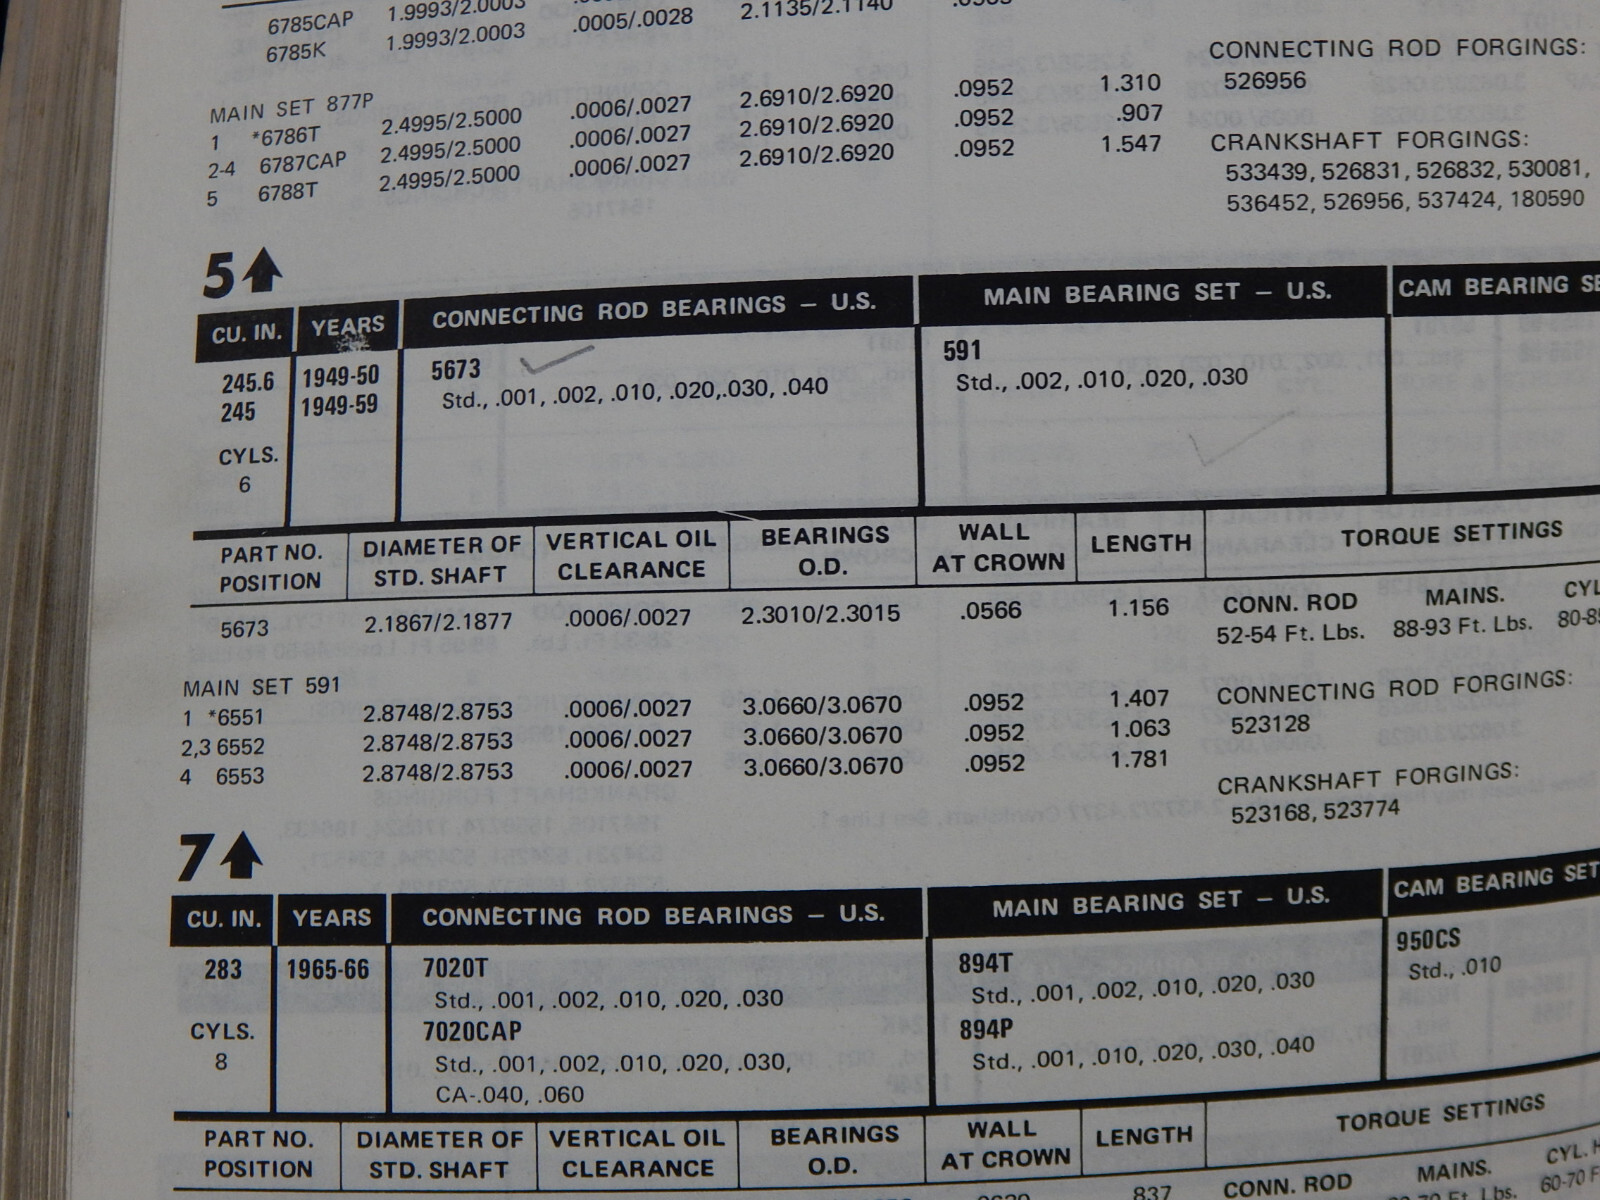 6785CAP 1.9993/2.0003
6785K 1.9993/2.0003 .0005/.0028 2.1135/2.1140
CONNECTING ROD FORGINGS:
526956
MAIN SET 877P
1 *6786T 2.4995/2.5000 .0006/.0027 2.6910/2.6920 .0952 1.310
2-4 6787CAP 2.4995/2.5000 .0006/.0027 2.6910/2.6920 .0952 .907
5 6788T 2.4995/2.5000 .0006/.0027 2.6910/2.6920 .0952 1.547
CRANKSHAFT FORGINGS:
533439, 526831, 526832, 530081,
536452, 526956, 537424, 180590
5
CU. IN. YEARS CONNECTING ROD BEARINGS – U.S. MAIN BEARING SET – U.S. CAM BEARING SE
245.6 1949-50 5673 591
245 1949-59 Std., .001, .002, .010, .020,.030, .040 Std., .002, .010, .020, .030
CYLS.
6
PART NO. DIAMETER OF VERTICAL OIL BEARINGS WALL LENGTH TORQUE SETTINGS
POSITION STD. SHAFT CLEARANCE O.D. AT CROWN
5673 2.1867/2.1877 .0006/.0027 2.3010/2.3015 .0566 1.156 CONN. ROD MAINS. CYL
52-54 Ft. Lbs. 88-93 Ft. Lbs. 80-85
MAIN SET 591
1 *6551 2.8748/2.8753 .0006/.0027 3.0660/3.0670 .0952 1.407
2,3 6552 2.8748/2.8753 .0006/.0027 3.0660/3.0670 .0952 1.063
4 6553 2.8748/2.8753 .0006/.0027 3.0660/3.0670 .0952 1.781
CONNECTING ROD FORGINGS:
523128
CRANKSHAFT FORGINGS:
523168, 523774
7
CU. IN. YEARS CONNECTING ROD BEARINGS – U.S. MAIN BEARING SET – U.S. CAM BEARING SET
283 1965-66 7020T 894T 950CS
Std., .001, .002, .010, .020, .030 Std., .001, .002, .010, .020, .030 Std., .010
CYLS. 7020CAP 894P
8 Std., .001, .002, .010, .020, .030, Std., .001, .010, .020, .030, .040
CA-.040, .060
PART NO. DIAMETER OF VERTICAL OIL BEARINGS WALL LENGTH TORQUE SETTINGS
POSITION STD. SHAFT CLEARANCE O.D. AT CROWN
.837 CONN. ROD MAINS. CYL. H
Ft. Lbs. 60-70 F